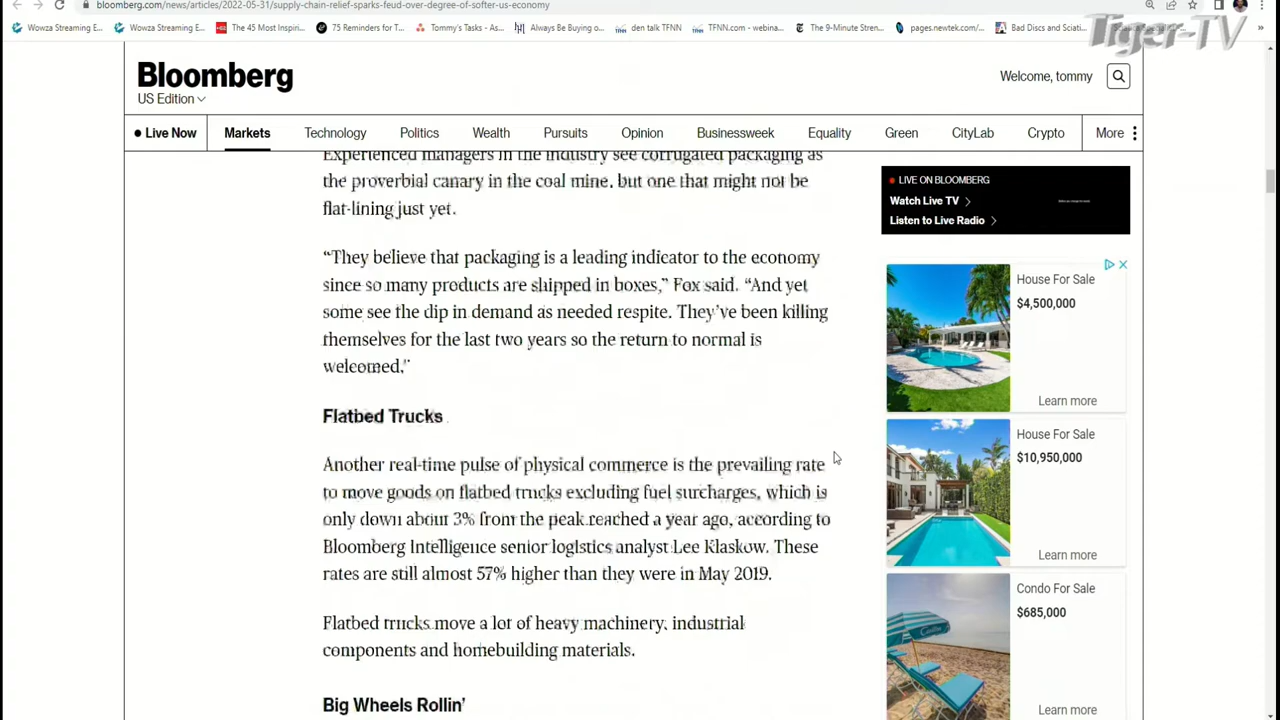 bloomberg.com/news/articles/2022-05-31/supply-chain-relief-sparks-feud-over-degree-of-softer-us-economy
Wowza Streaming E... Wowza Streaming E... The 45 Most Inspiri... 75 Reminders for T... Tommy's Tasks - As... Always Be Buying o... den talk TFNN TFNN.com - webina... The 9-Minute Stren... pages.newtek.com/... Bad Discs and Sciati...
Tiger-TV
Bloomberg
US Edition
Welcome, tommy
Live Now Markets Technology Politics Wealth Pursuits Opinion Businessweek Equality Green CityLab Crypto More
Experienced managers in the industry see corrugated packaging as
the proverbial canary in the coal mine, but one that might not be
flat-lining just yet.
“They believe that packaging is a leading indicator to the economy
since so many products are shipped in boxes,” Fox said. “And yet
some see the dip in demand as needed respite. They’ve been killing
themselves for the last two years so the return to normal is
welcomed,”
Flatbed Trucks
Another real-time pulse of physical commerce is the prevailing rate
to move goods on flatbed trucks excluding fuel surcharges, which is
only down about 3% from the peak reached a year ago, according to
Bloomberg Intelligence senior logistics analyst Lee Klaskow. These
rates are still almost 57% higher than they were in May 2019.
Flatbed trucks move a lot of heavy machinery, industrial
components and homebuilding materials.
Big Wheels Rollin’
LIVE ON BLOOMBERG
Watch Live TV
Listen to Live Radio
House For Sale
$4,500,000
Learn more
House For Sale
$10,950,000
Learn more
Condo For Sale
$685,000
Learn more